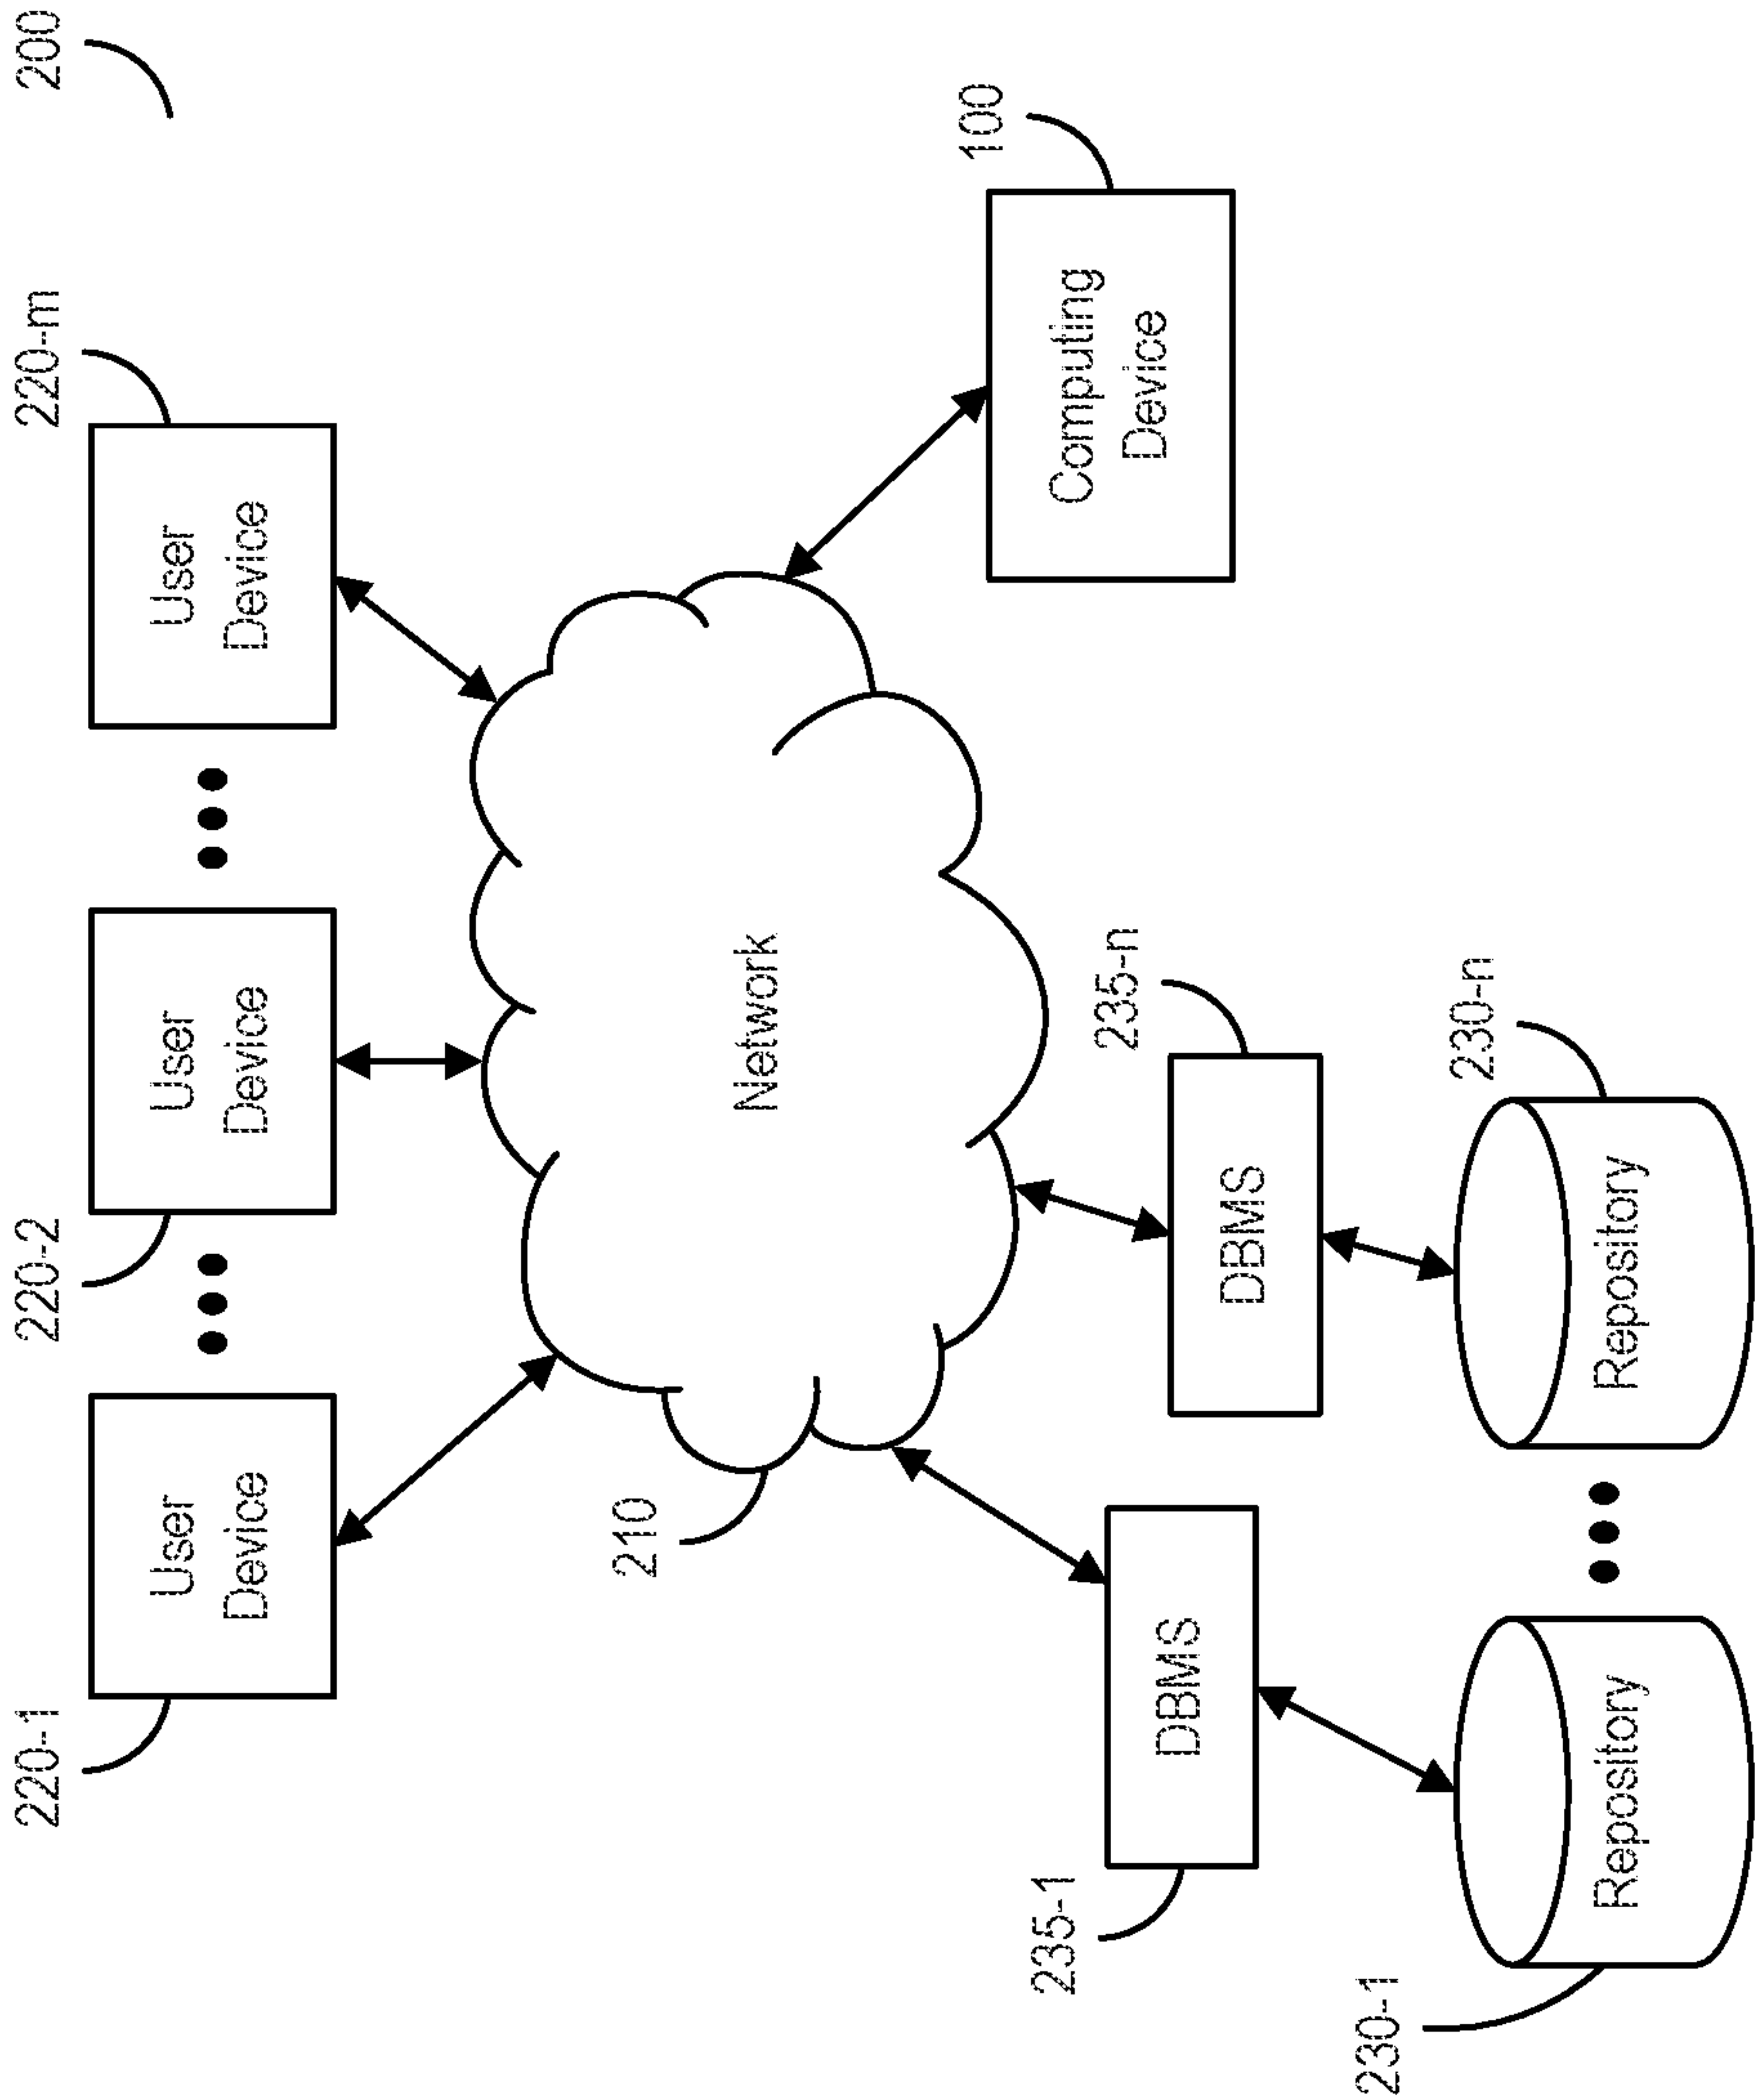 200
220-1
220-2
220-m
User
Device
User
Device
User
Device
Network
210
100
Computing
Device
235-1
DBMS
235-n
DBMS
230-1
Repository
230-n
Repository